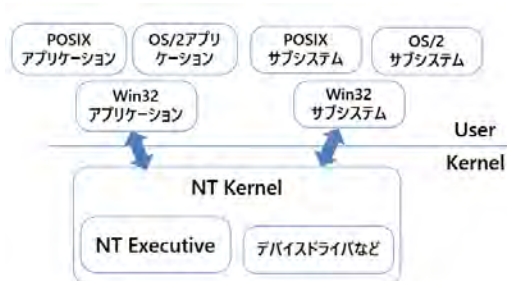 POSIX
アプリケーション
OS/2アプリ
ケーション
POSIX
サブシステム
OS/2
サブシステム
Win32
アプリケーション
Win32
サブシステム
User
Kernel
NT Kernel
NT Executive
デバイスドライバなど